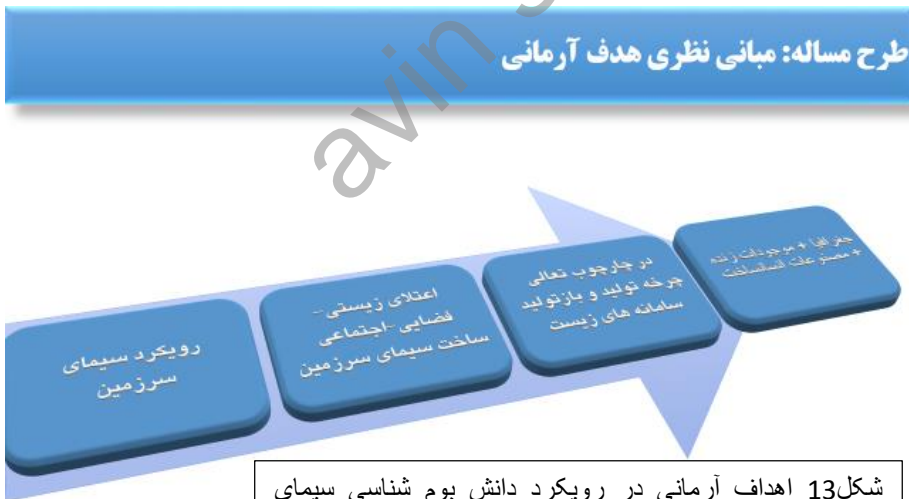 طرح مساله: مبانی نظری هدف آرمانی
avin
رویکرد سیمای
سرزمین
اعتلای زیستی-
فضایی-اجتماعی
ساخت سیمای سرزمین
در چارچوب تعالی
چرخه تولید و بازتولید
سامانه های زیست
جغرافیا + موجودات زنده
+ مصنوعات انسانساخت
شکل13 اهداف آرمانی در رویکرد دانش بوم شناسی سیمای